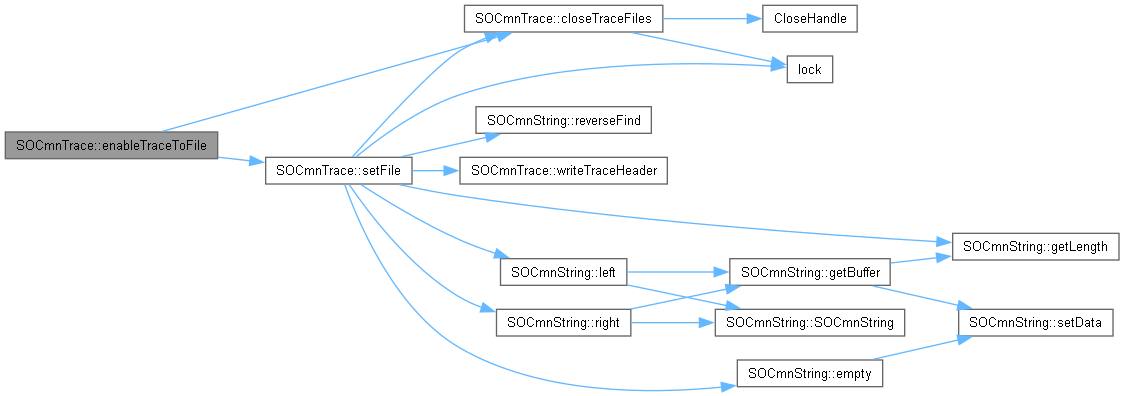 SOCmnTrace::closeTraceFiles
CloseHandle
lock
SOCmnString::reverseFind
SOCmnTrace::enableTraceToFile
SOCmnTrace::setFile
SOCmnTrace::writeTraceHeader
SOCmnString::getLength
SOCmnString::left
SOCmnString::getBuffer
SOCmnString::right
SOCmnString::SOCmnString
SOCmnString::setData
SOCmnString::empty